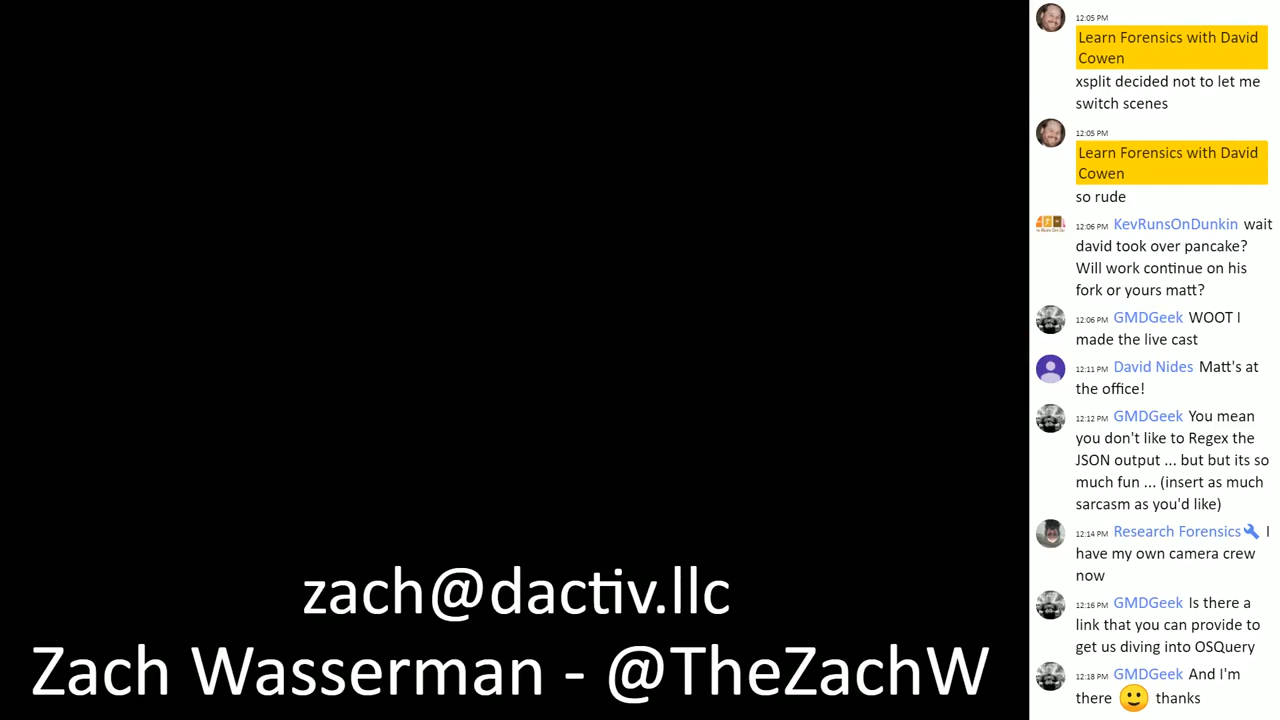 zach@dactiv.llc
Zach Wasserman - @TheZachW
12:05 PM
Learn Forensics with David
Cowen
xsplit decided not to let me
switch scenes
12:05 PM
Learn Forensics with David
Cowen
so rude
12:06 PM KevRunsOnDunkin wait
david took over pancake?
Will work continue on his
fork or yours matt?
12:06 PM GMDGeek WOOT I
made the live cast
12:11 PM David Nides Matt's at
the office!
12:12 PM GMDGeek You mean
you don't like to Regex the
JSON output ... but but its so
much fun ... (insert as much
sarcasm as you'd like)
12:14 PM Research Forensics I
have my own camera crew
now
12:16 PM GMDGeek Is there a
link that you can provide to
get us diving into OSQuery
12:18 PM GMDGeek And I'm
there 🙂 thanks